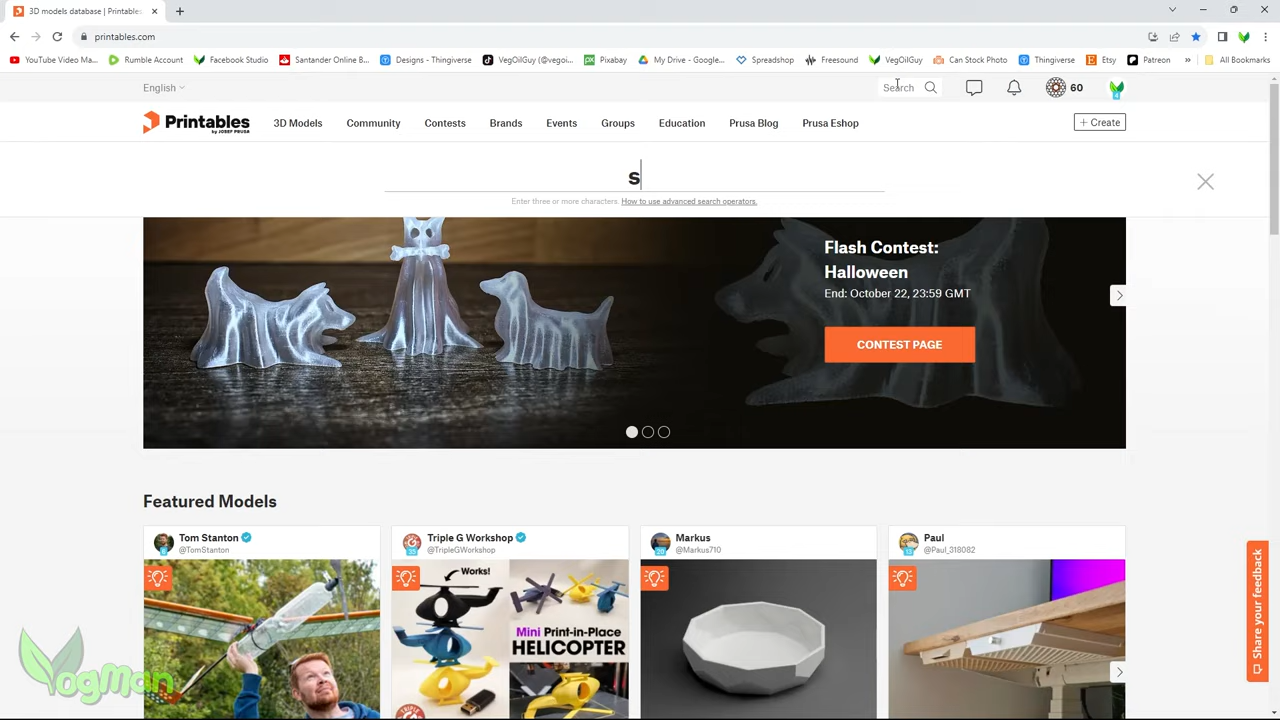 3D models database | Printables
printables.com
YouTube Video Ma... Rumble Account Facebook Studio Santander Online B... Designs - Thingiverse VegOilGuy (@vegoi... Pixabay My Drive – Google... Spreadshop Freesound VegOilGuy Can Stock Photo Thingiverse Etsy Patreon » All Bookmarks
English Search 60
4
Printables
by JOSEF PRUSA
3D Models Community Contests Brands Events Groups Education Prusa Blog Prusa Eshop + Create
s
Enter three or more characters. How to use advanced search operators.
Flash Contest:
Halloween
End: October 22, 23:59 GMT
CONTEST PAGE
Featured Models
Tom Stanton
@TomStanton
Triple G Workshop
@TripleGWorkshop
Markus
@Markus710
Paul
@Paul_318082
Works!
Mini Print-in-Place
HELICOPTER
Share your feedback
VogMan